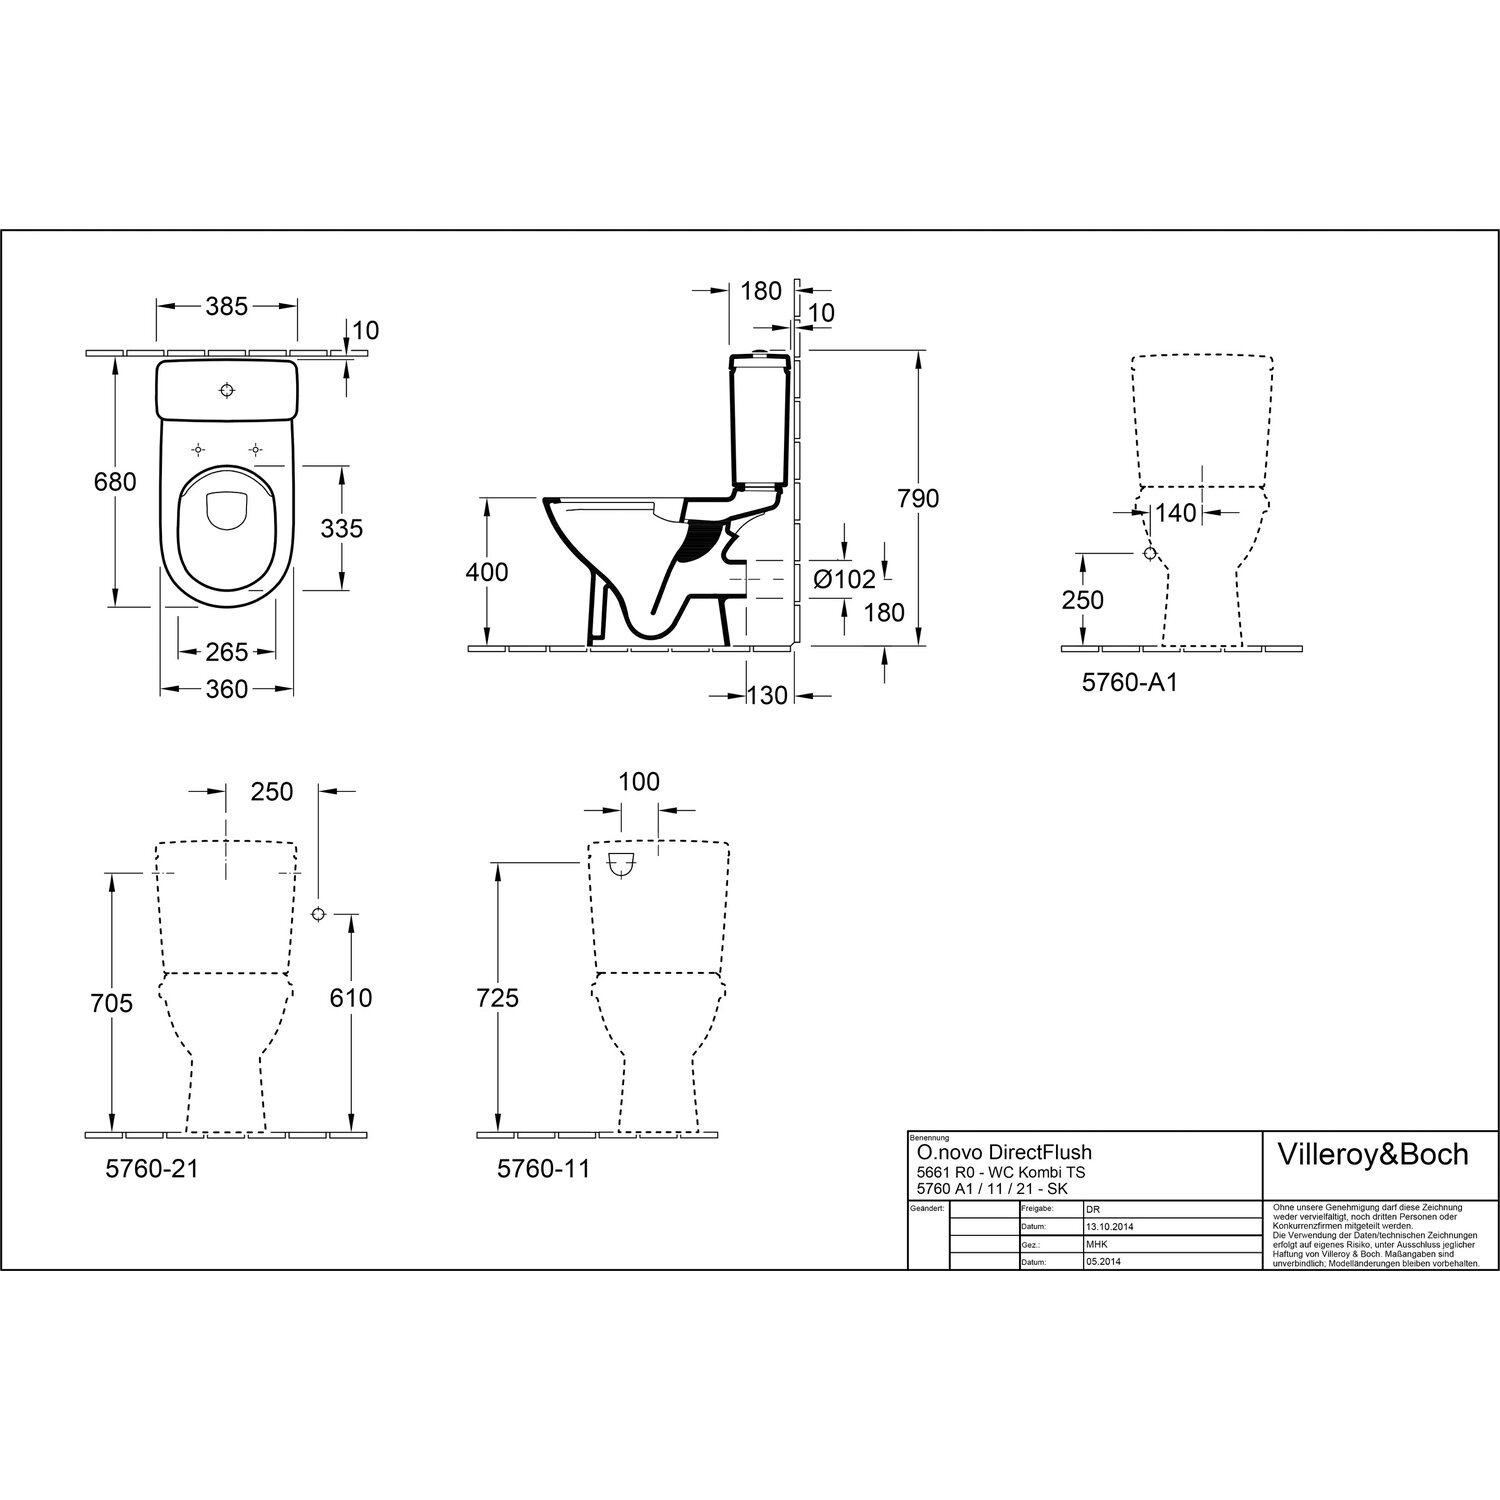 385
10
680
335
265
360
180
10
790
400
Ø102
180
130
140
250
5760-A1
250
705
610
5760-21
100
725
5760-11
Benennung
O.novo DirectFlush
5661 R0 - WC Kombi TS
5760 A1 / 11 / 21 - SK
Villeroy&Boch
Geändert:
Freigabe: DR
Datum: 13.10.2014
Gez.: MHK
Datum: 05.2014
Ohne unsere Genehmigung darf diese Zeichnung
weder vervielfältigt, noch dritten Personen oder
Konkurrenzfirmen mitgeteilt werden.
Die Verwendung der Daten/technischen Zeichnungen
erfolgt auf eigenes Risiko, unter Ausschluss jeglicher
Haftung von Villeroy & Boch. Maßangaben sind
unverbindlich; Modelländerungen bleiben vorbehalten.